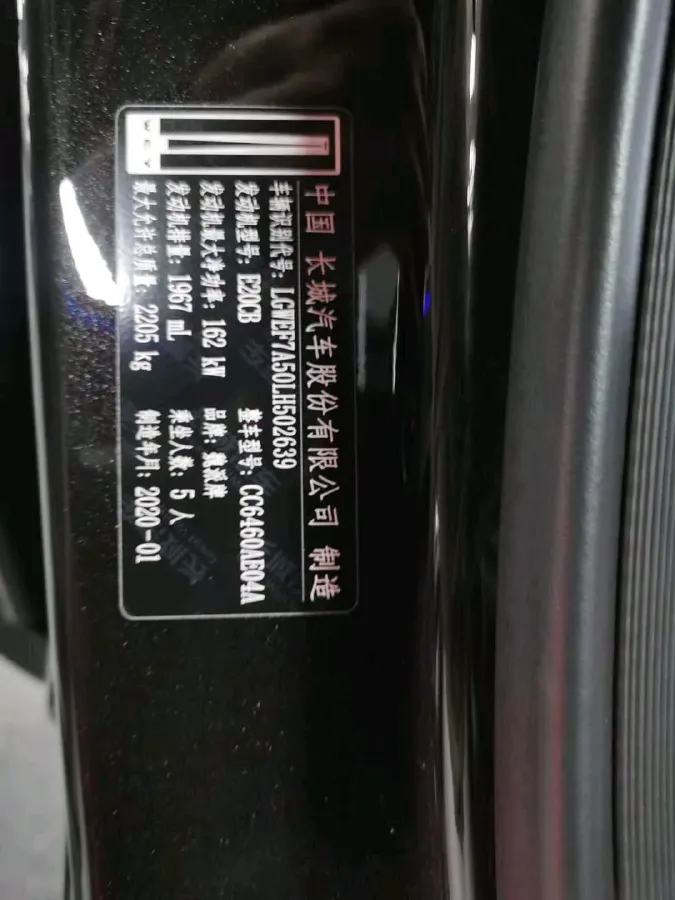 WEY
中国 长城汽车股份有限公司 制造
车辆识别代号: LGWEF7A50LH502639
发动机型号: E20CB 整车型号: CC6460AE04A
发动机最大净功率: 162 kW 品牌: 魏派牌
发动机排量: 1967 mL 乘坐人数: 5 人
最大允许总质量: 2205 kg 制造年月: 2020-01